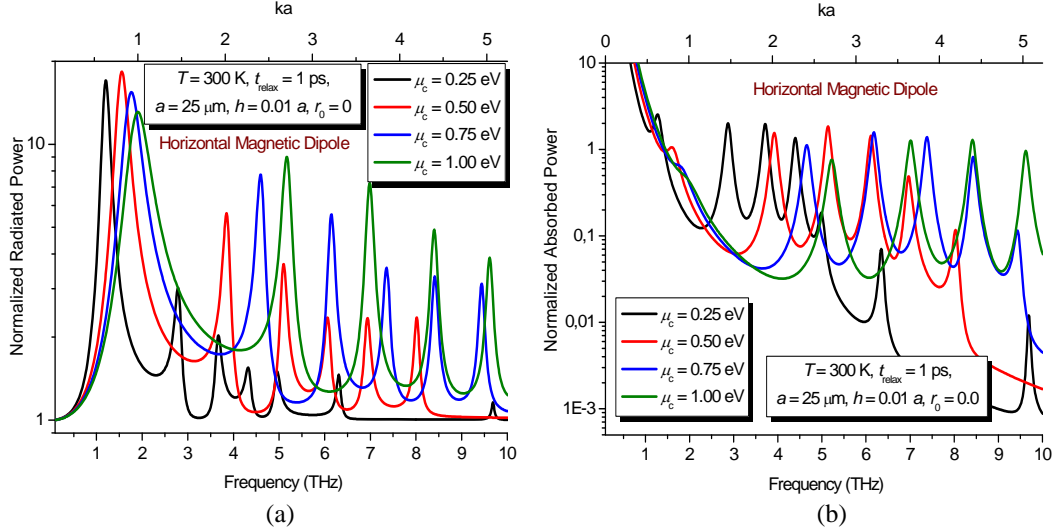 ka
0 1 2 3 4 5
T = 300 K, t_relax = 1 ps,
a = 25 μm, h = 0.01 a, r_0 = 0
μ_c = 0.25 eV
μ_c = 0.50 eV
μ_c = 0.75 eV
μ_c = 1.00 eV
Horizontal Magnetic Dipole
Normalized Radiated Power
10
1
1 2 3 4 5 6 7 8 9 10
Frequency (THz)
(a)
ka
0 1 2 3 4 5
Horizontal Magnetic Dipole
Normalized Absorbed Power
10
1
0,1
0,01
1E-3
μ_c = 0.25 eV
μ_c = 0.50 eV
μ_c = 0.75 eV
μ_c = 1.00 eV
T = 300 K, t_relax = 1 ps,
a = 25 μm, h = 0.01 a, r_0 = 0.0
1 2 3 4 5 6 7 8 9 10
Frequency (THz)
(b)